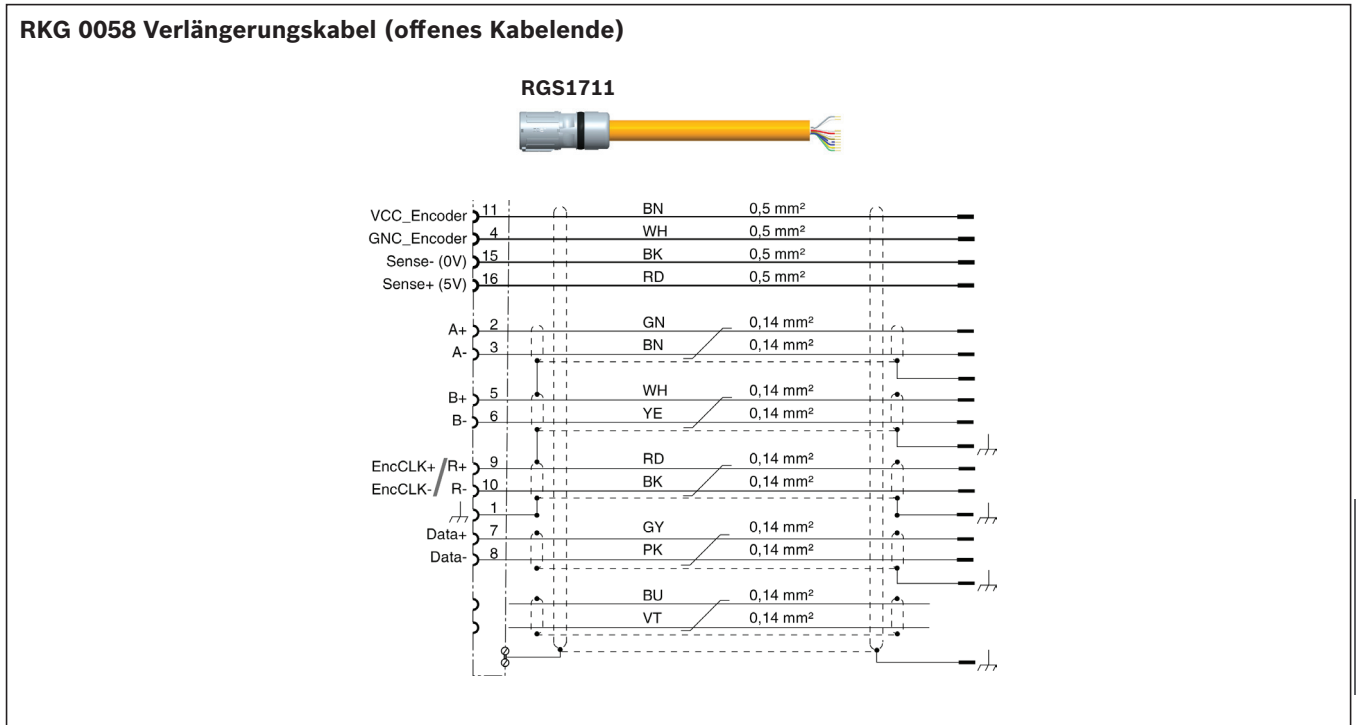 RKG 0058 Verlängerungskabel (offenes Kabelende)
RGS1711
VCC_Encoder 11 BN 0,5 mm²
GNC_Encoder 4 WH 0,5 mm²
Sense- (0V) 15 BK 0,5 mm²
Sense+ (5V) 16 RD 0,5 mm²
A+ 2 GN 0,14 mm²
A- 3 BN 0,14 mm²
B+ 5 WH 0,14 mm²
B- 6 YE 0,14 mm²
EncCLK+ / R+ 9 RD 0,14 mm²
EncCLK- / R- 10 BK 0,14 mm²
1
Data+ 7 GY 0,14 mm²
Data- 8 PK 0,14 mm²
BU 0,14 mm²
VT 0,14 mm²